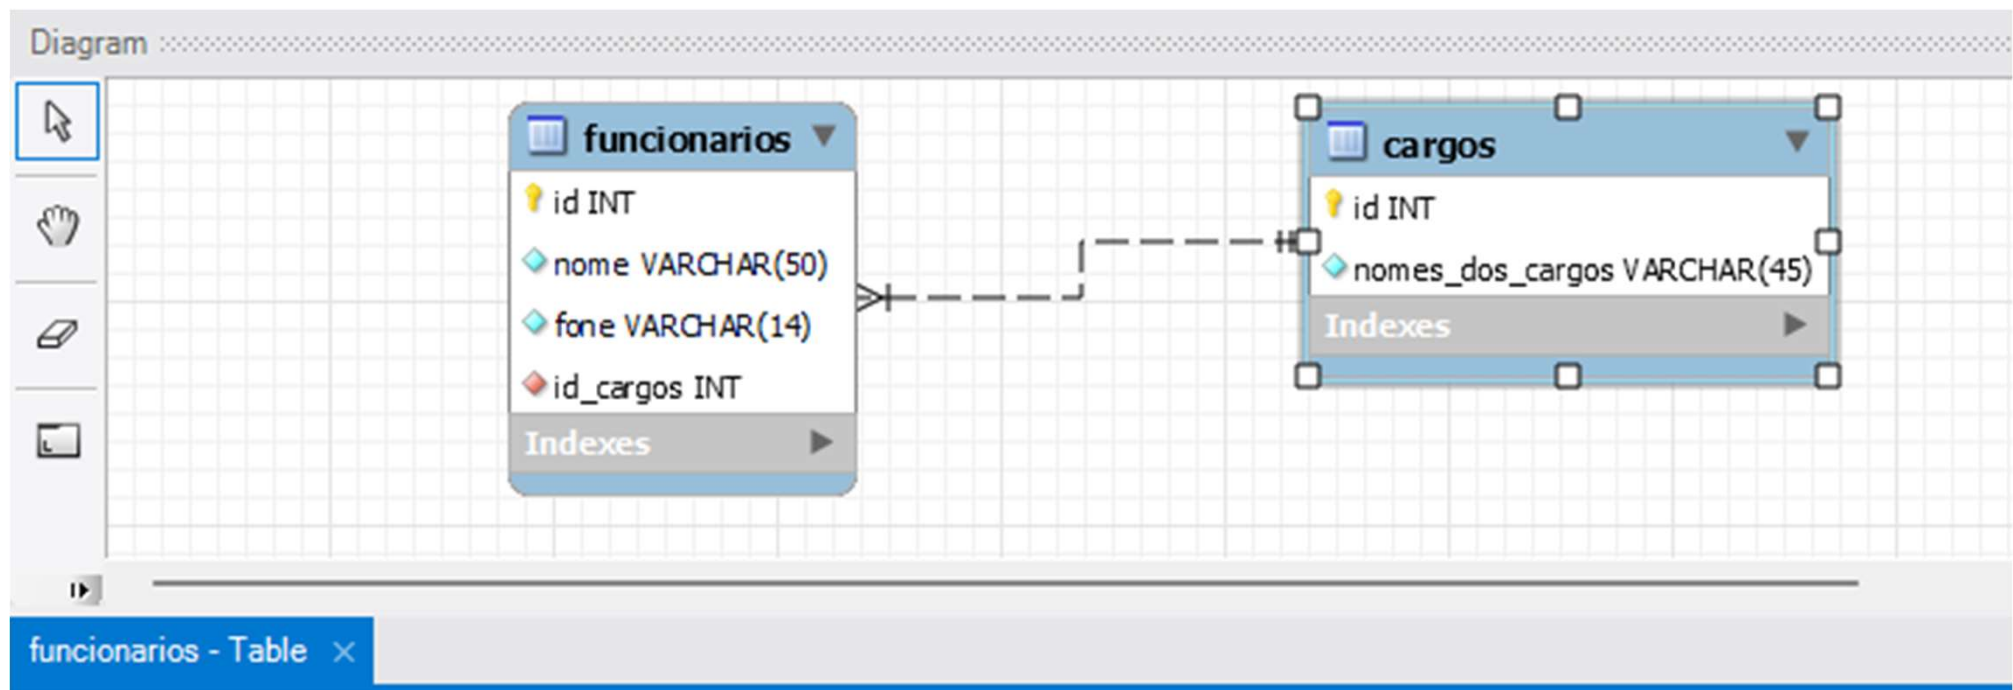 Diagram
funcionarios
id INT
nome VARCHAR(50)
fone VARCHAR(14)
id_cargos INT
Indexes
cargos
id INT
nomes_dos_cargos VARCHAR(45)
Indexes
funcionarios - Table